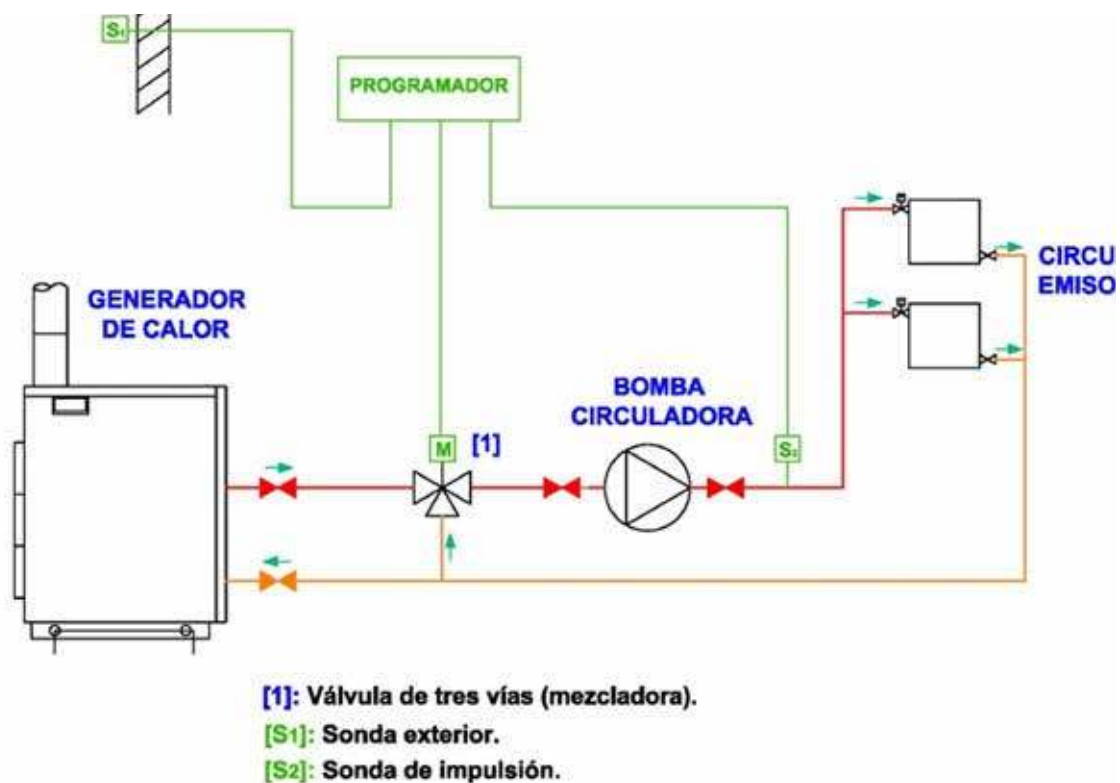 S1
PROGRAMADOR
GENERADOR
DE CALOR
CIRCU
EMISO
BOMBA
CIRCULADORA
M
[1]
S2
[1]: Válvula de tres vías (mezcladora).
[S1]: Sonda exterior.
[S2]: Sonda de impulsión.